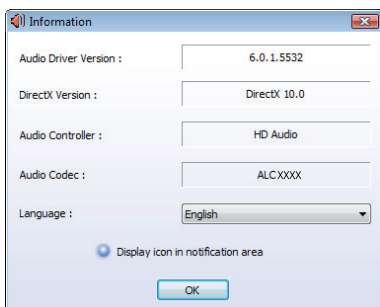 Information
Audio Driver Version : 6.0.1.5532
DirectX Version : DirectX 10.0
Audio Controller : HD Audio
Audio Codec : ALCXXXX
Language : English
Display icon in notification area
OK